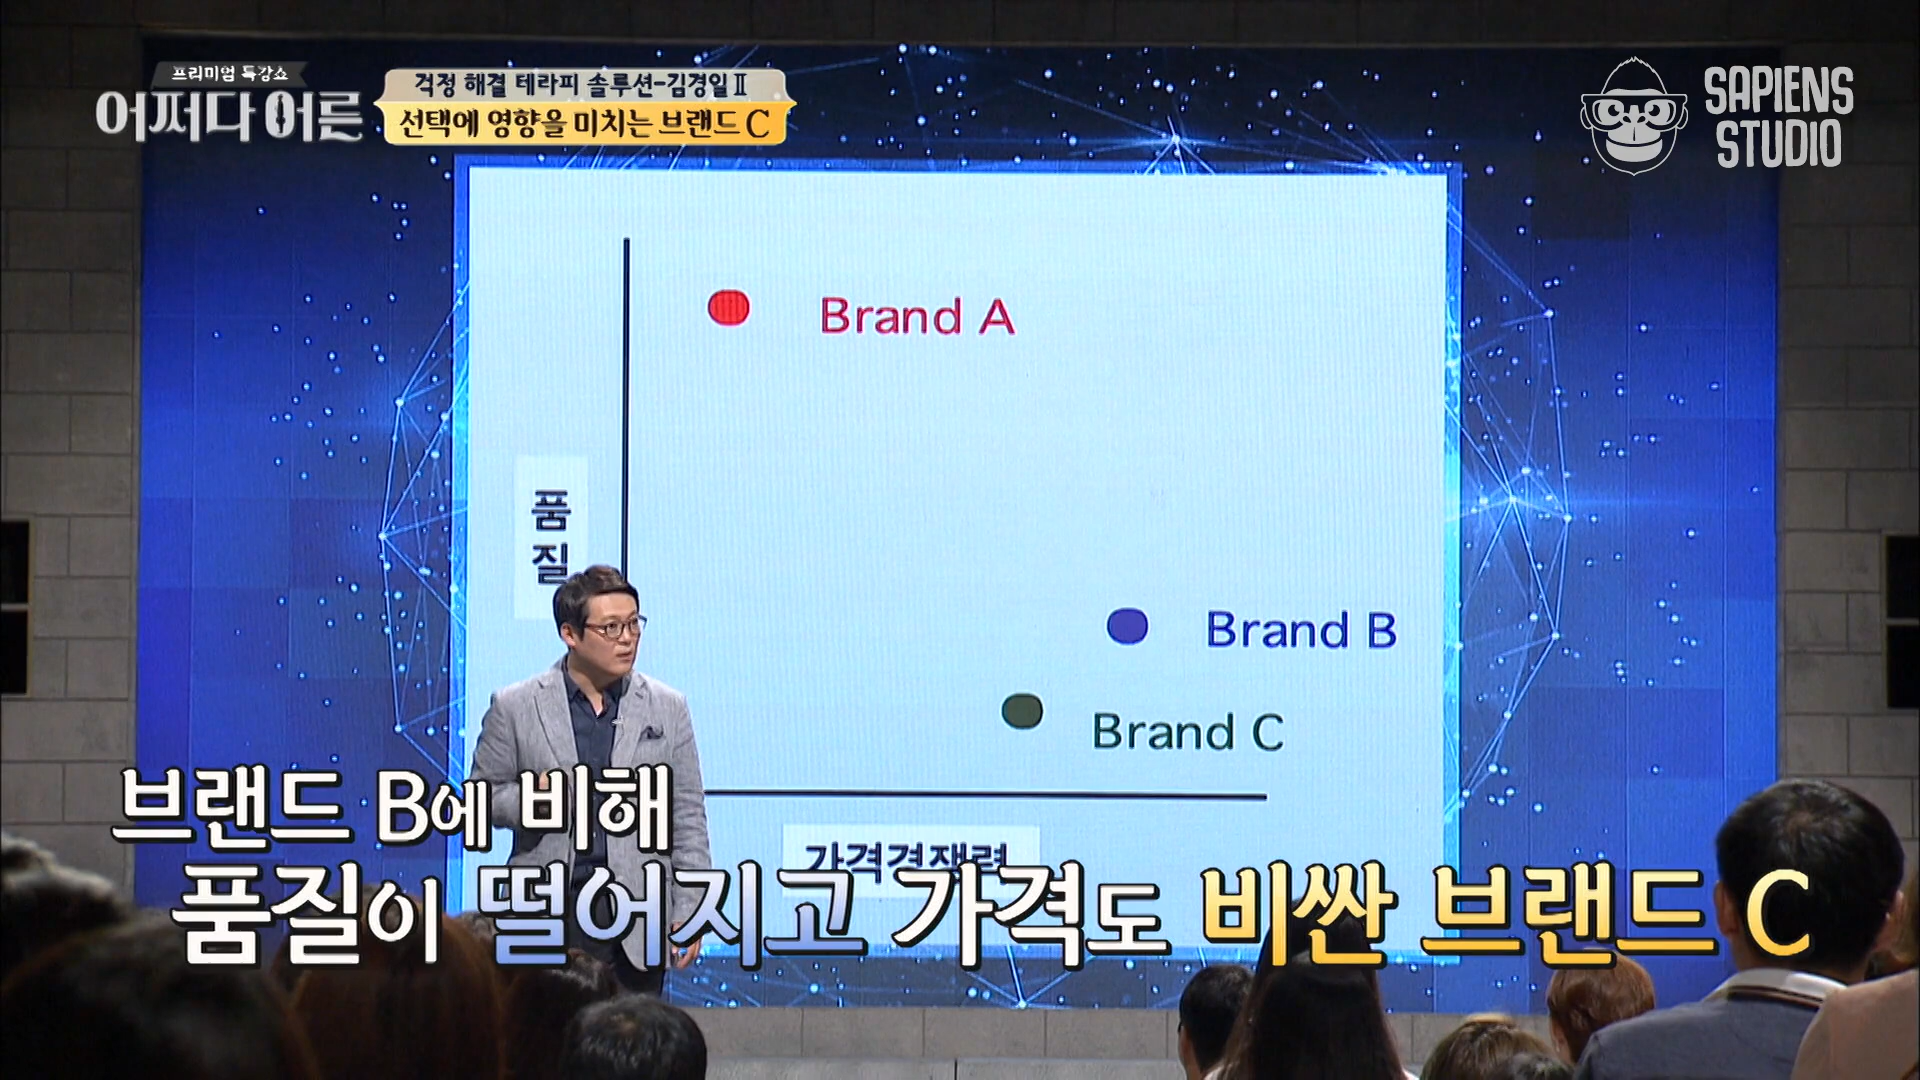 프리미엄 특강쇼
어쩌다 어른
걱정 해결 테라피 솔루션-김경일Ⅱ
선택에 영향을 미치는 브랜드 C
SAPIENS
STUDIO
Brand A
품
질
Brand B
Brand C
가격경쟁력
브랜드 B에 비해
품질이 떨어지고 가격도 비싼 브랜드 C